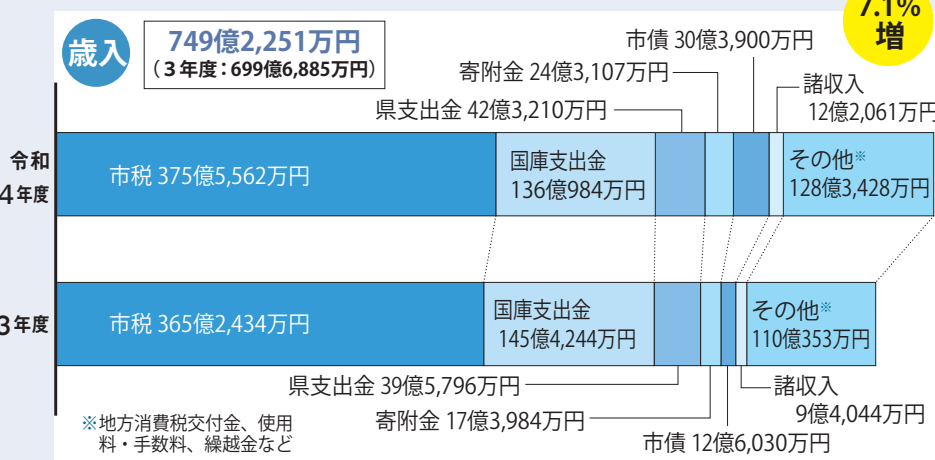 歳入
749億2,251万円
(3年度:699億6,885万円)
7.1%
増
市債 30億3,900万円
寄附金 24億3,107万円
諸収入
12億2,061万円
県支出金 42億3,210万円
令和
4年度
市税 375億5,562万円
国庫支出金
136億984万円
その他※
128億3,428万円
3年度
市税 365億2,434万円
国庫支出金
145億4,244万円
その他※
110億353万円
県支出金 39億5,796万円
諸収入
9億4,044万円
寄附金 17億3,984万円
市債 12億6,030万円
※地方消費税交付金、使用
料・手数料、繰越金など